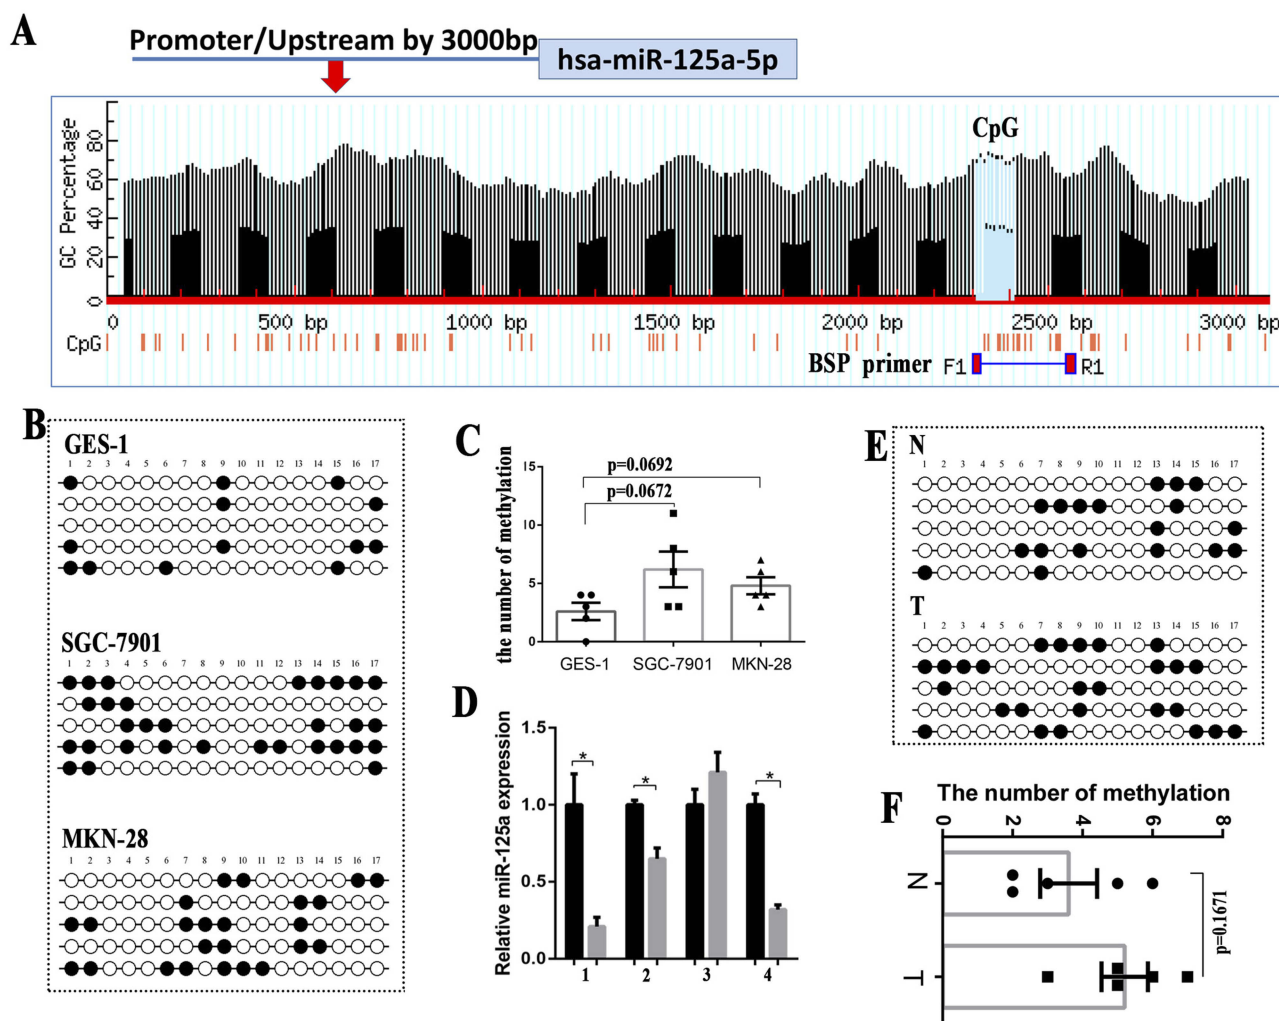 A
Promoter/Upstream by 3000bp
hsa-miR-125a-5p
CpG
GC Percentage
0 20 40 60 80
0 500 bp 1000 bp 1500 bp 2000 bp 2500 bp 3000 bp
CpG
BSP primer F1 R1
B
GES-1
1 2 3 4 5 6 7 8 9 10 11 12 13 14 15 16 17
SGC-7901
1 2 3 4 5 6 7 8 9 10 11 12 13 14 15 16 17
MKN-28
1 2 3 4 5 6 7 8 9 10 11 12 13 14 15 16 17
C
the number of methylation
15
10
5
0
p=0.0692
p=0.0672
GES-1 SGC-7901 MKN-28
D
Relative miR-125a expression
1.5
1.0
0.5
0.0
* * *
1 2 3 4
E
N
1 2 3 4 5 6 7 8 9 10 11 12 13 14 15 16 17
T
1 2 3 4 5 6 7 8 9 10 11 12 13 14 15 16 17
F
The number of methylation
0 2 4 6 8
N
T
p=0.1671